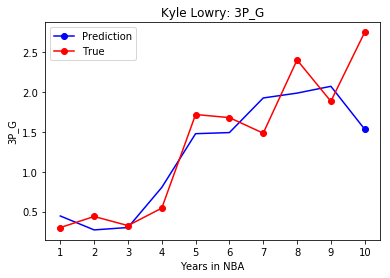 Kyle Lowry: 3P_G
Prediction
True
3P_G
2.5
2.0
1.5
1.0
0.5
1 2 3 4 5 6 7 8 9 10
Years in NBA